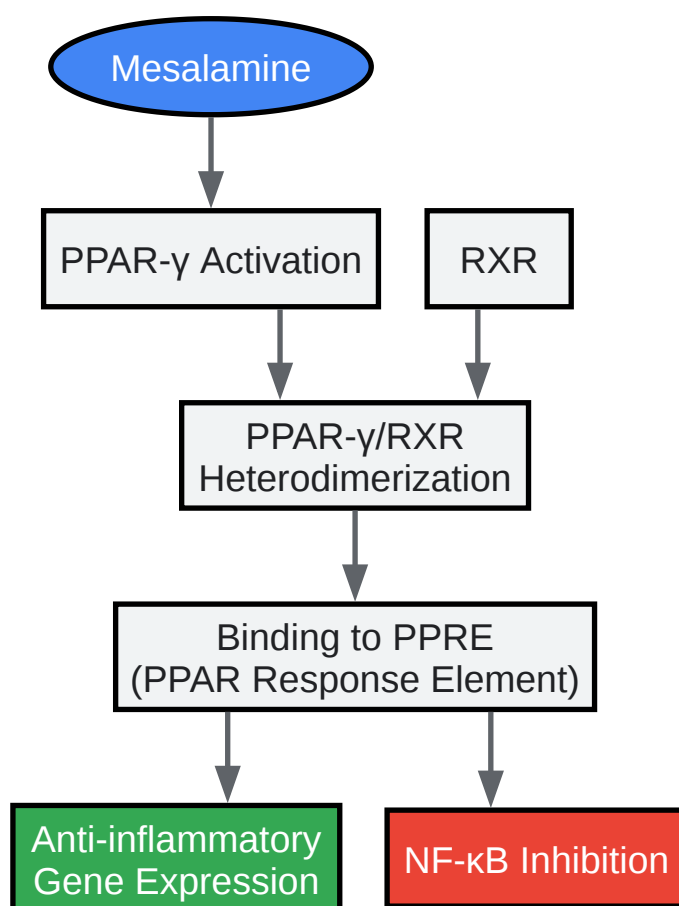 Mesalamine
PPAR-γ Activation
RXR
PPAR-γ/RXR
Heterodimerization
Binding to PPRE
(PPAR Response Element)
Anti-inflammatory
Gene Expression
NF-κB Inhibition